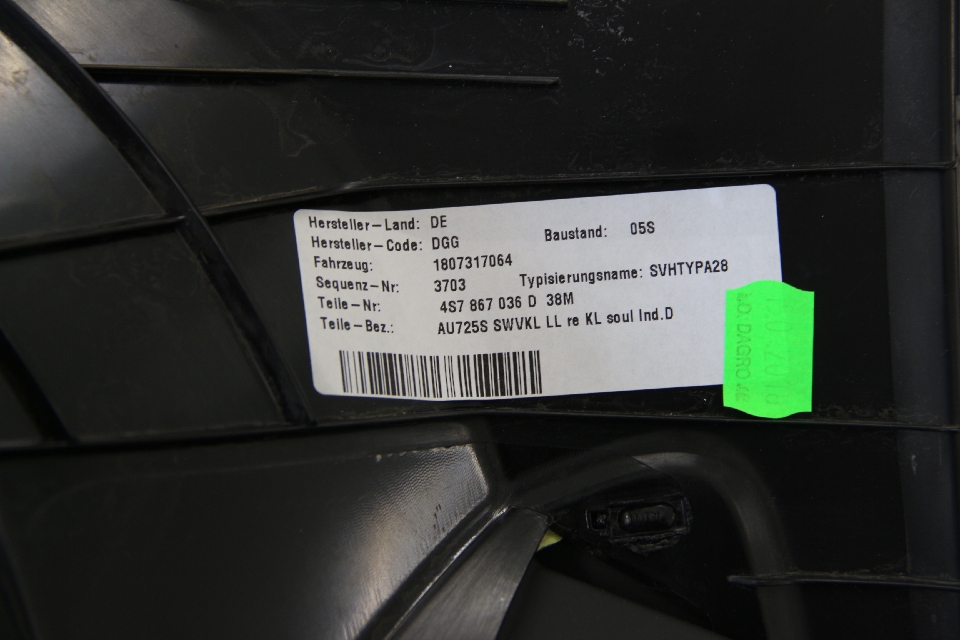 Hersteller-Land: DE
Hersteller-Code: DGG Baustand: 05S
Fahrzeug: 1807317064
Sequenz-Nr: 3703 Typisierungsname: SVHTYPA28
Teile-Nr: 4S7 867 036 D 38M
Teile-Bez.: AU725S SWVKL LL re KL soul Ind.D